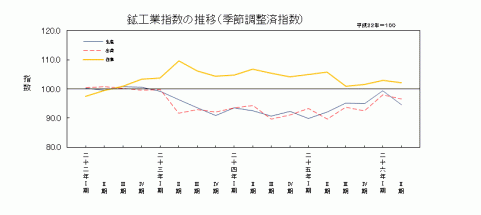 鉱工業指数の推移（季節調整済指数）
平成22年＝100
120.0
110.0
100.0
90.0
80.0
指数
生産
出荷
在庫
二十二年Ⅰ期
Ⅱ期
Ⅲ期
Ⅳ期
二十三年Ⅰ期
Ⅱ期
Ⅲ期
Ⅳ期
二十四年Ⅰ期
Ⅱ期
Ⅲ期
Ⅳ期
二十五年Ⅰ期
Ⅱ期
Ⅲ期
Ⅳ期
二十六年Ⅰ期
Ⅱ期